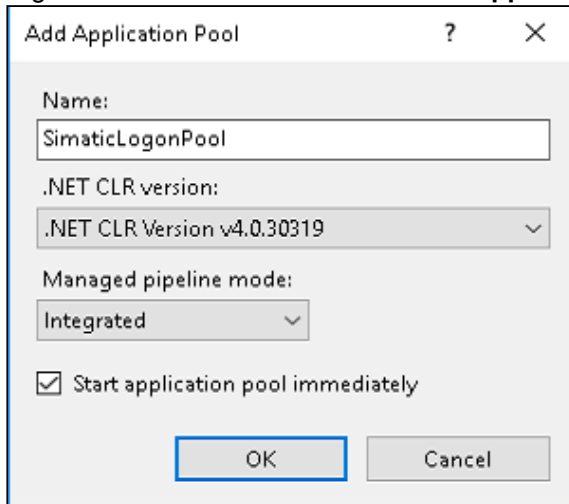 Add Application Pool ?
Name:
SimaticLogonPool
.NET CLR version:
.NET CLR Version v4.0.30319
Managed pipeline mode:
Integrated
Start application pool immediately
OK Cancel